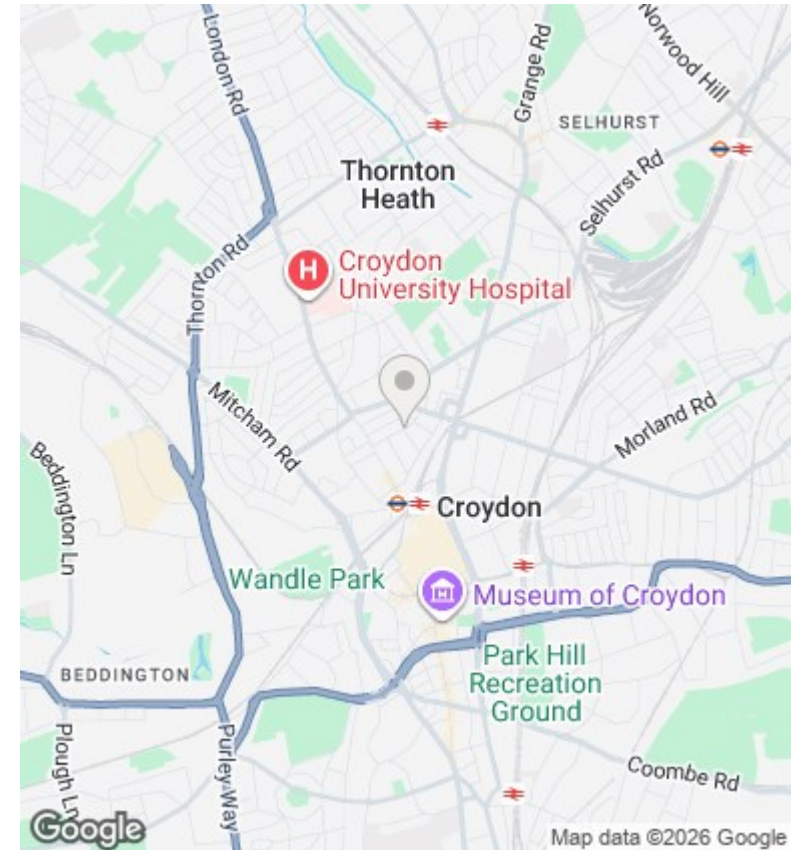 London Rd
Grange Rd
Norwood Hill
SELHURST
Thornton
Heath
Selhurst Rd
Thornton Rd
H
Croydon
University Hospital
Mitcham Rd
Morland Rd
Beddington Ln
Croydon
Wandle Park
Museum of Croydon
BEDDINGTON
Park Hill
Recreation
Ground
Plough Ln
Purley Way
Coombe Rd
Google
Map data ©2026 Google